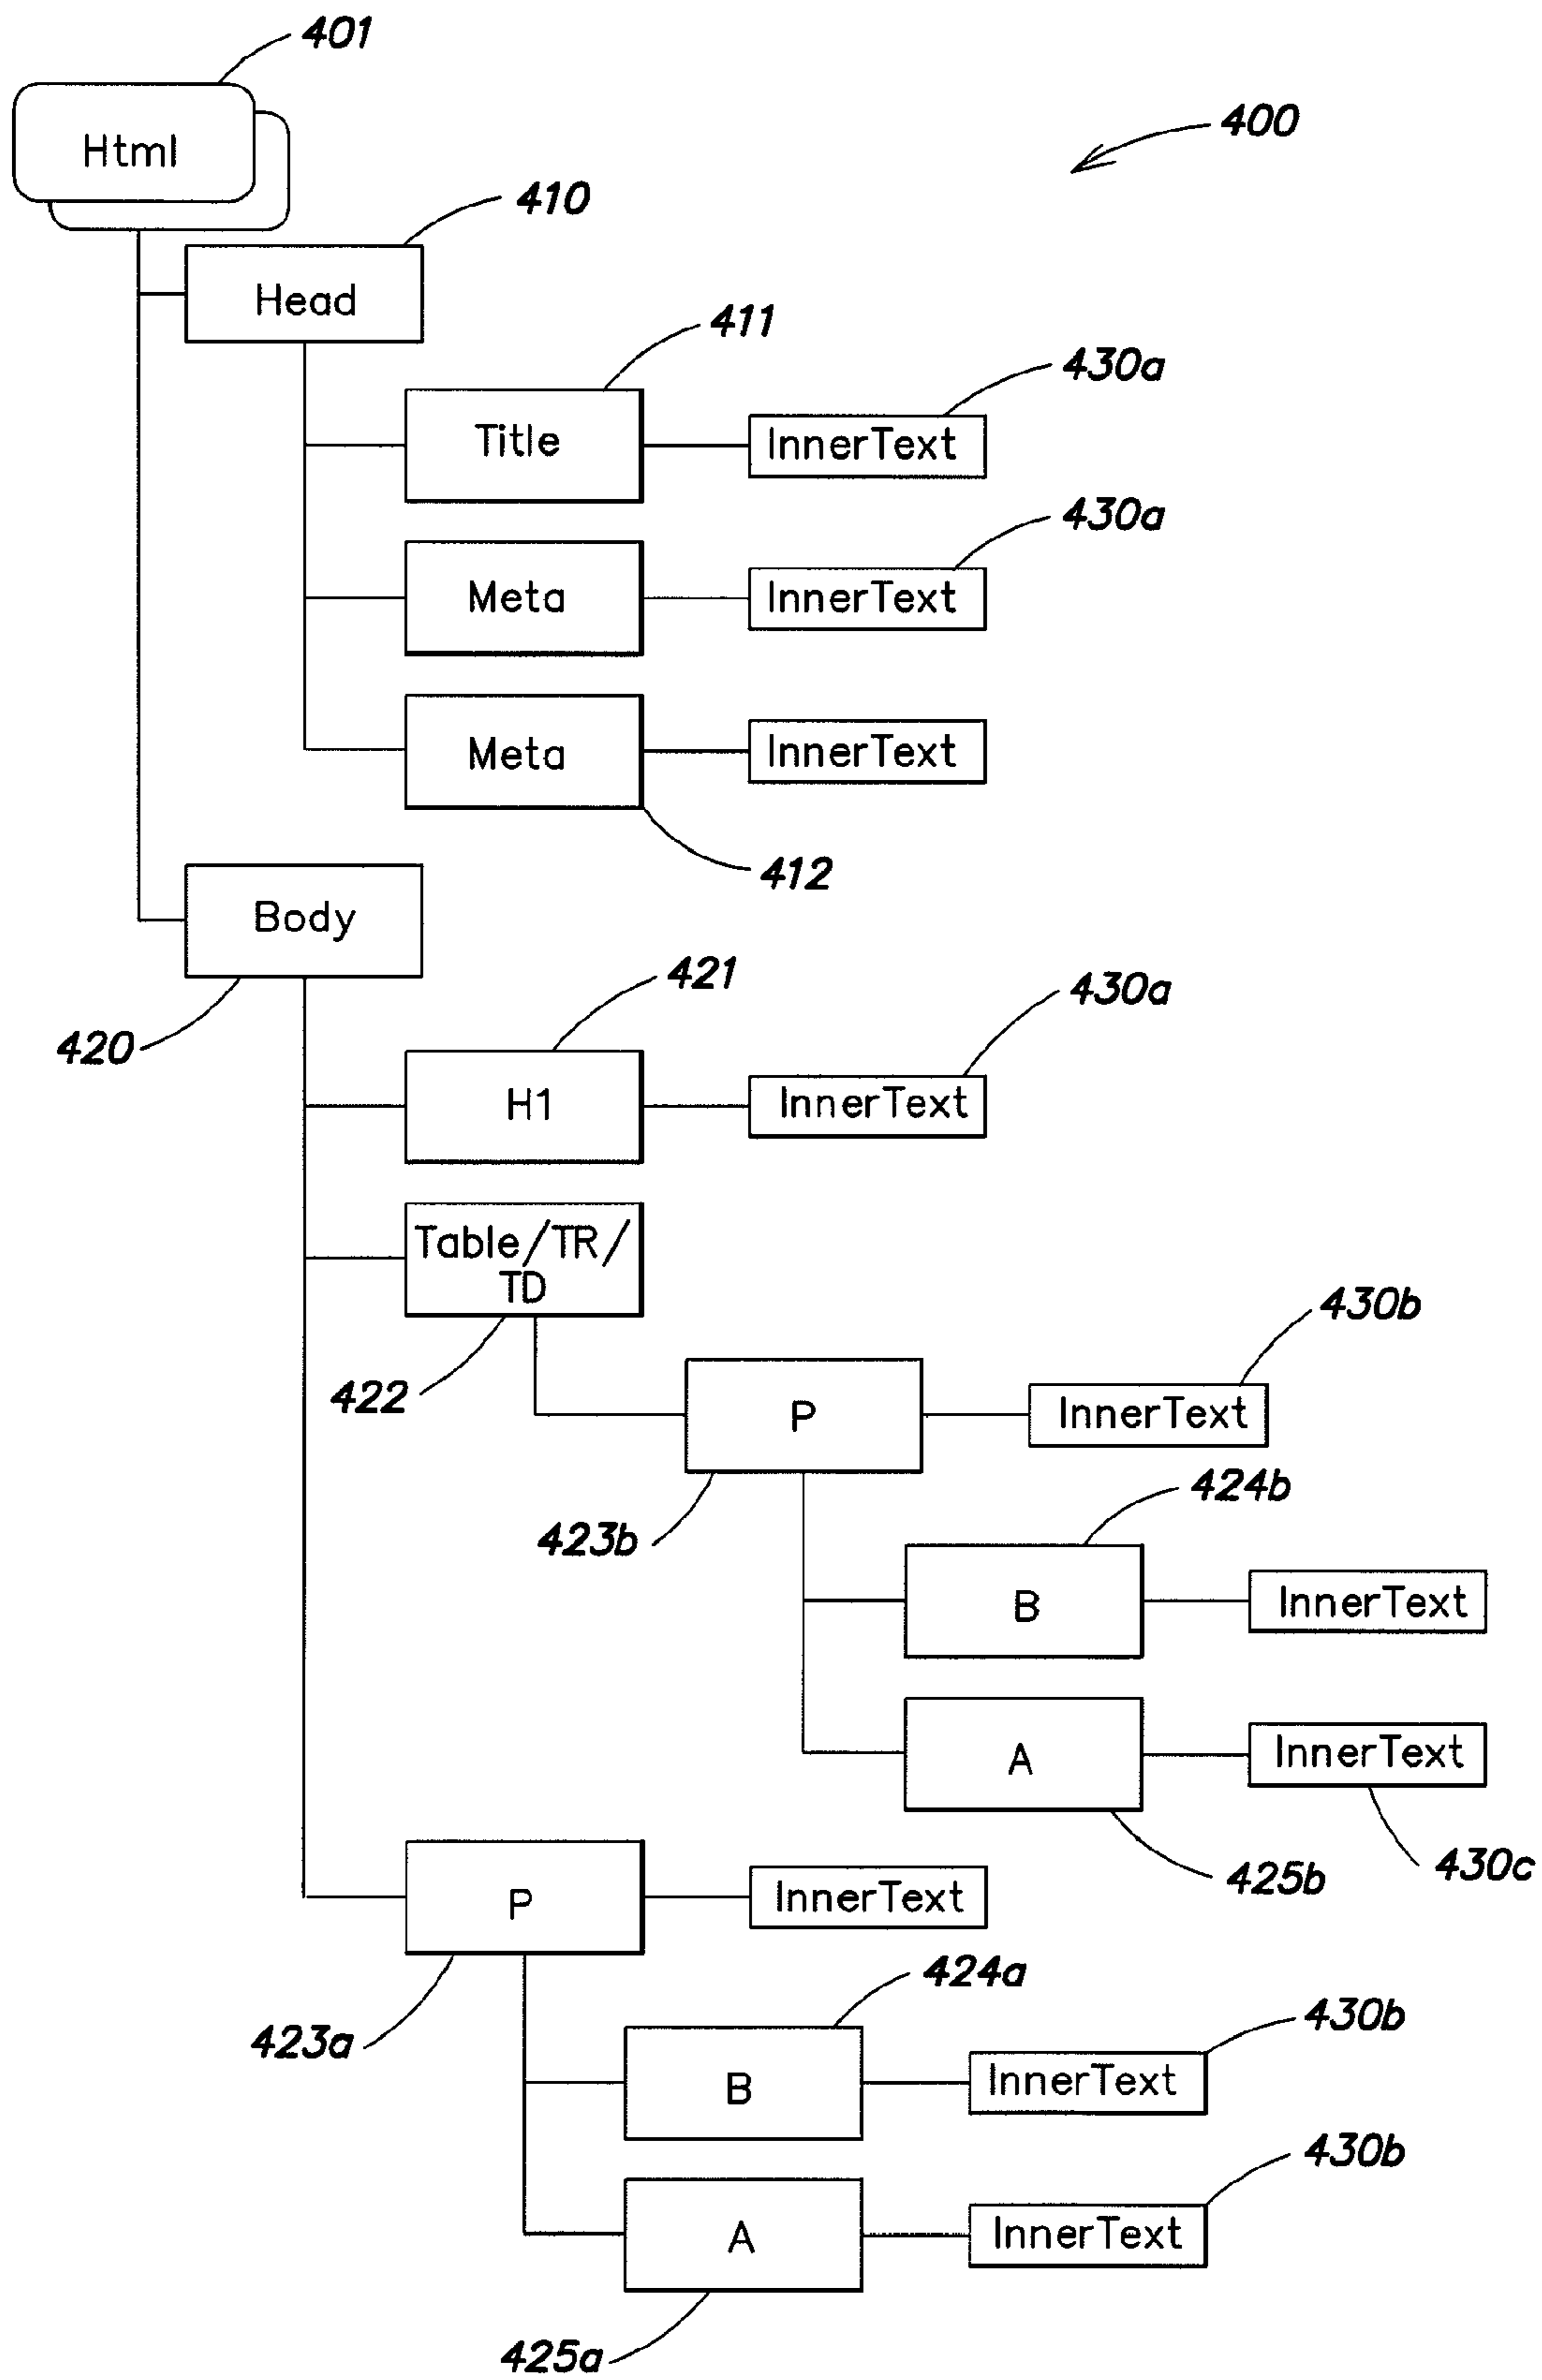 401
Html
400
410
Head
411
430a
Title
InnerText
430a
Meta
InnerText
Meta
InnerText
412
Body
421
430a
420
H1
InnerText
Table/TR/
TD
430b
422
P
InnerText
424b
423b
B
InnerText
A
InnerText
425b
430c
P
InnerText
424a
423a
430b
B
InnerText
430b
A
InnerText
425a